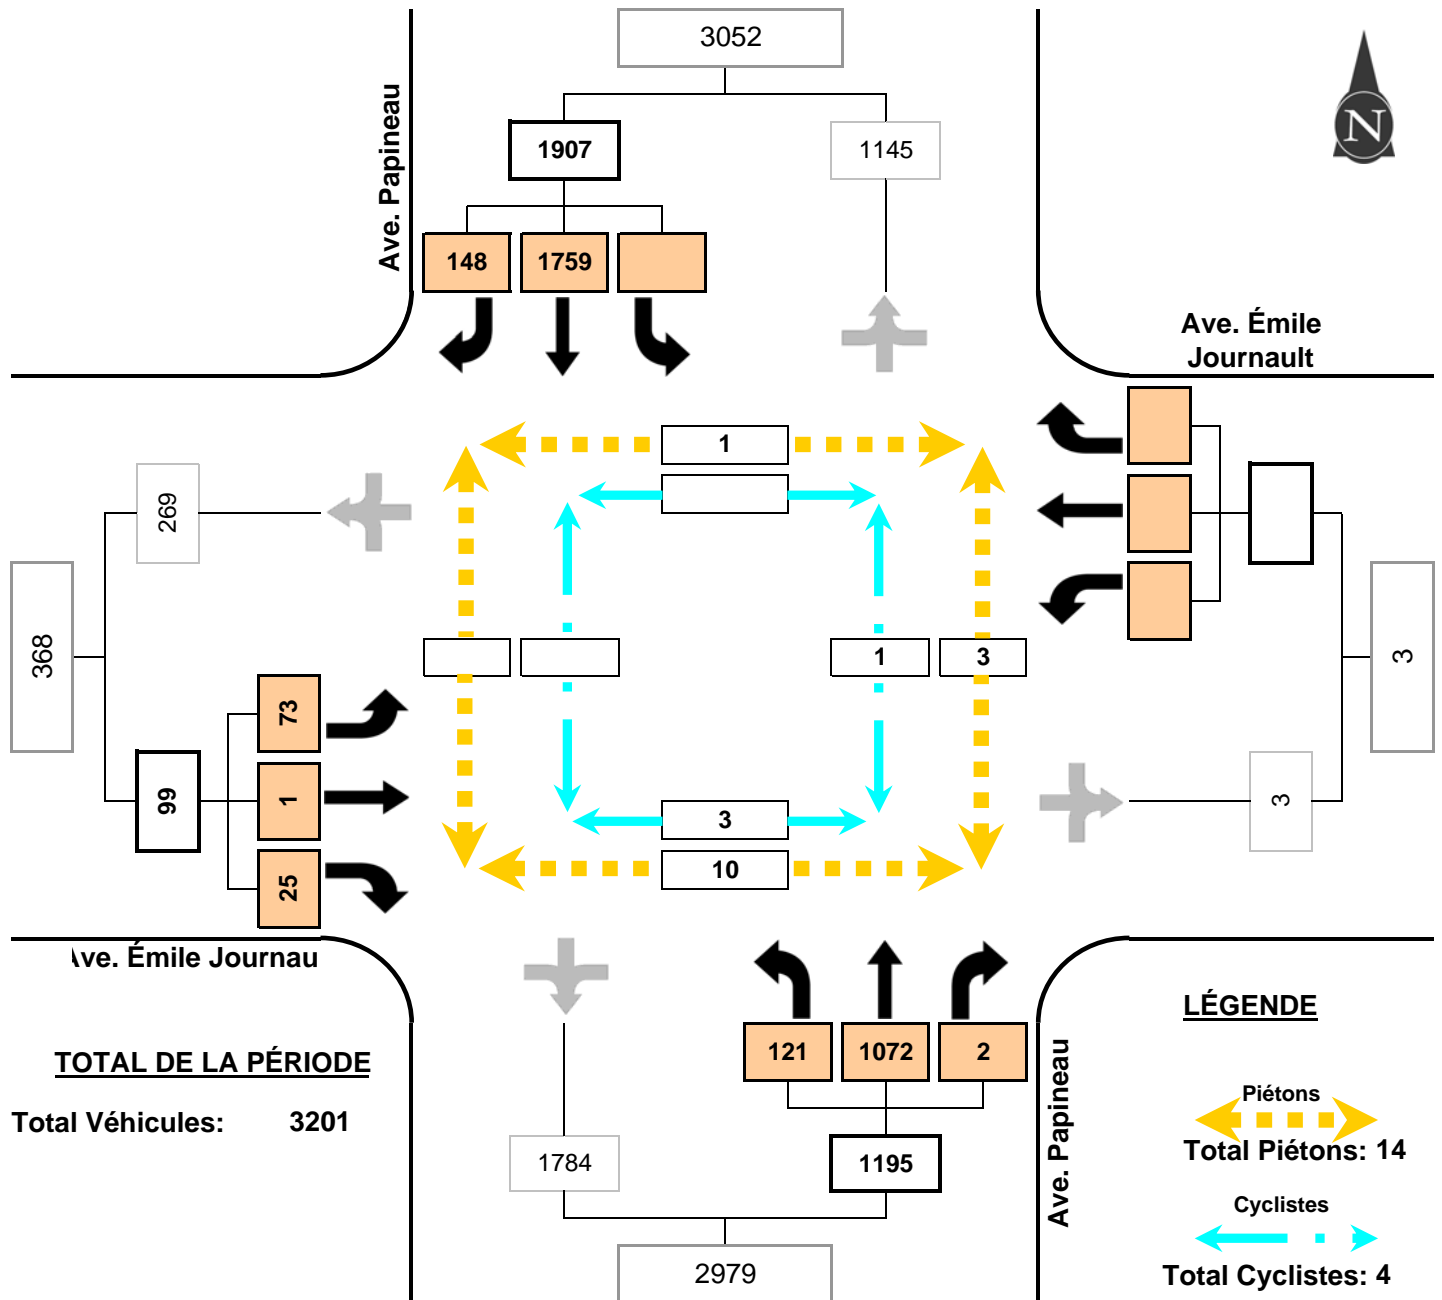 3052
Ave. Papineau
1907
1145
N
148
1759
Ave. Émile
Journault
1
269
368
1
3
3
73
99
1
3
3
25
10
Ave. Émile Journau
121
1072
2
LÉGENDE
TOTAL DE LA PÉRIODE
Piétons
Total Véhicules: 3201
Total Piétons: 14
1784
1195
Ave. Papineau
Cyclistes
2979
Total Cyclistes: 4